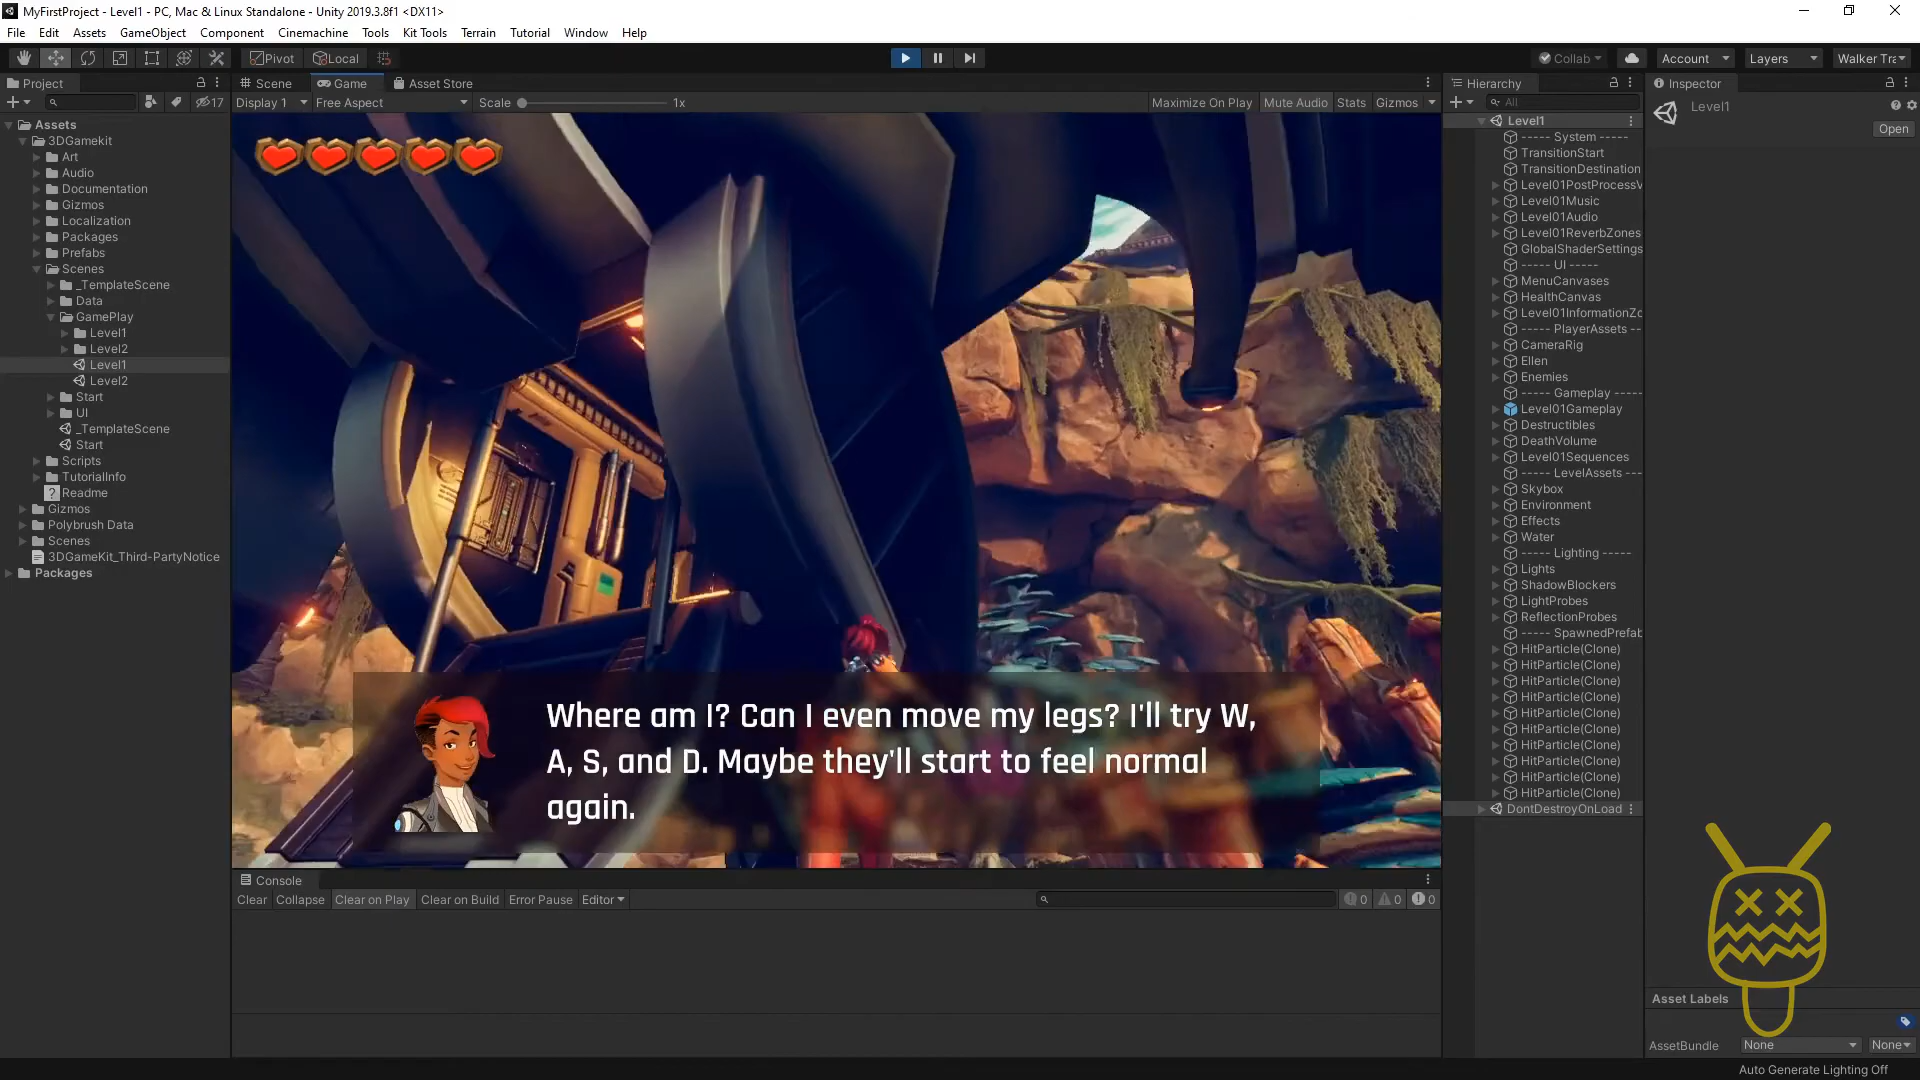 MyFirstProject - Level1 - PC, Mac & Linux Standalone - Unity 2019.3.8f1 <DX11>
File Edit Assets GameObject Component Cinemachine Tools Kit Tools Terrain Tutorial Window Help
Pivot Local Collab Account Layers Walker Tra
Project
17
Assets
3DGamekit
Art
Audio
Documentation
Gizmos
Localization
Packages
Prefabs
Scenes
_TemplateScene
Data
GamePlay
Level1
Level2
Level1
Level2
Start
UI
_TemplateScene
Start
Scripts
TutorialInfo
Readme
Gizmos
Polybrush Data
Scenes
3DGameKit_Third-PartyNotice
Packages
Scene Game Asset Store
Display 1 Free Aspect Scale 1x Maximize On Play Mute Audio Stats Gizmos
Where am I? Can I even move my legs? I'll try W,
A, S, and D. Maybe they'll start to feel normal
again.
Console
Clear Collapse Clear on Play Clear on Build Error Pause Editor 0 0 0
Hierarchy
All
Level1
----- System -----
TransitionStart
TransitionDestination
Level01PostProcessV
Level01Music
Level01Audio
Level01ReverbZones
GlobalShaderSettings
----- UI -----
MenuCanvases
HealthCanvas
Level01InformationZo
----- PlayerAssets --
CameraRig
Ellen
Enemies
----- Gameplay -----
Level01Gameplay
Destructibles
DeathVolume
Level01Sequences
----- LevelAssets ---
Skybox
Environment
Effects
Water
----- Lighting -----
Lights
ShadowBlockers
LightProbes
ReflectionProbes
----- SpawnedPrefab
HitParticle(Clone)
HitParticle(Clone)
HitParticle(Clone)
HitParticle(Clone)
HitParticle(Clone)
HitParticle(Clone)
HitParticle(Clone)
HitParticle(Clone)
HitParticle(Clone)
HitParticle(Clone)
DontDestroyOnLoad
Inspector
Level1
Open
Asset Labels
AssetBundle None None
Auto Generate Lighting Off